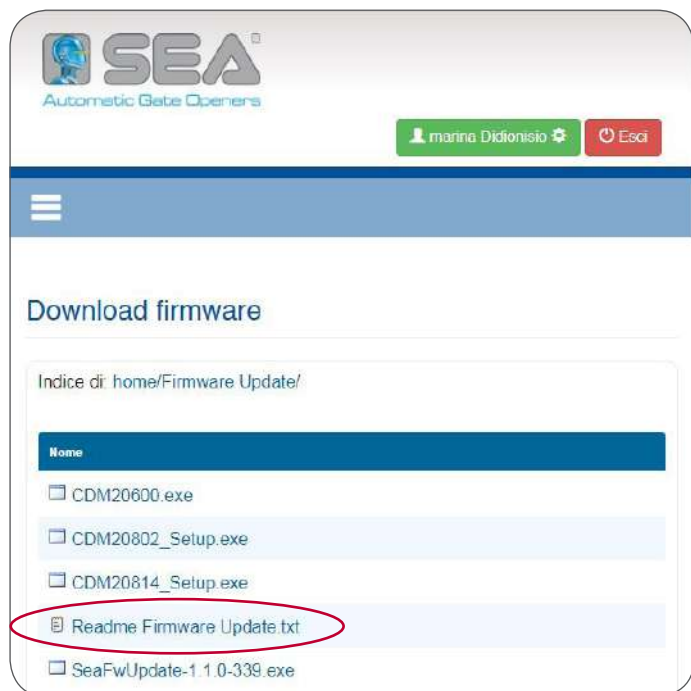 SEA
Automatic Gate Openers
marina Didionisio Esci
Download firmware
Indice di: home/Firmware Update/
Nome
CDM20600.exe
CDM20802_Setup.exe
CDM20814_Setup.exe
Readme Firmware Update.txt
SeaFwUpdate-1.1.0-339.exe